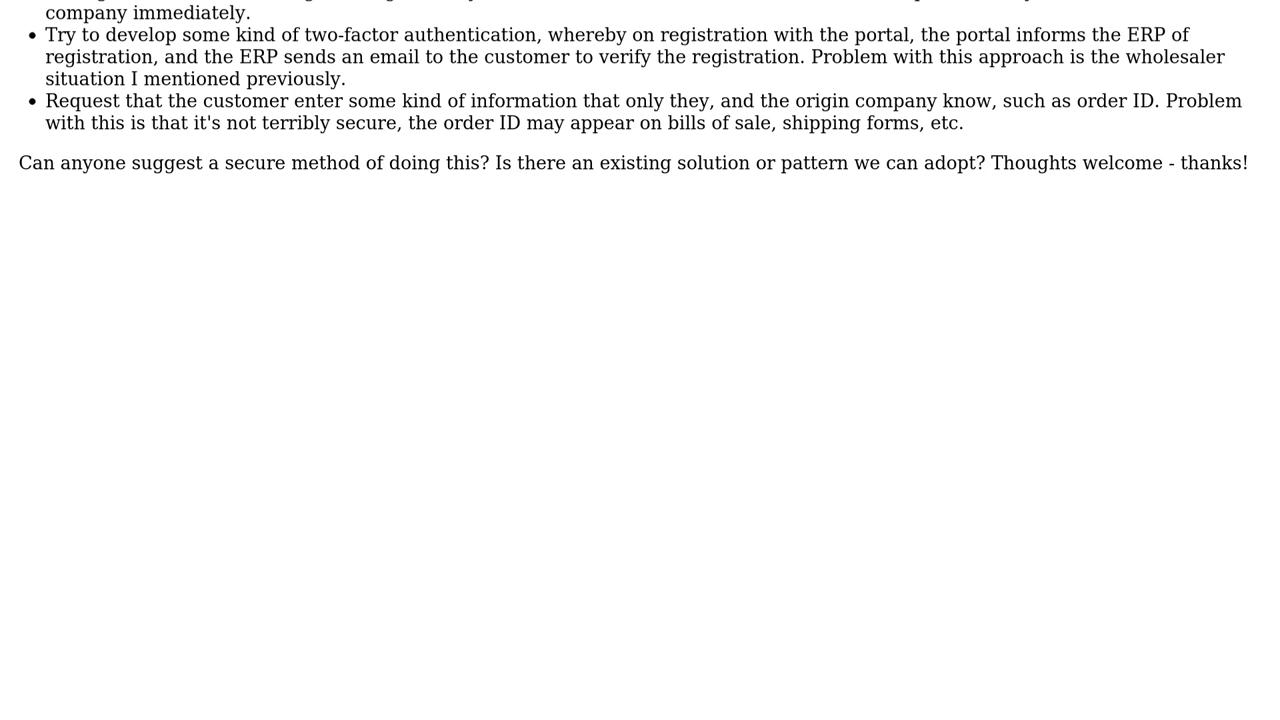 company immediately.
• Try to develop some kind of two-factor authentication, whereby on registration with the portal, the portal informs the ERP of
registration, and the ERP sends an email to the customer to verify the registration. Problem with this approach is the wholesaler
situation I mentioned previously.
• Request that the customer enter some kind of information that only they, and the origin company know, such as order ID. Problem
with this is that it's not terribly secure, the order ID may appear on bills of sale, shipping forms, etc.
Can anyone suggest a secure method of doing this? Is there an existing solution or pattern we can adopt? Thoughts welcome - thanks!